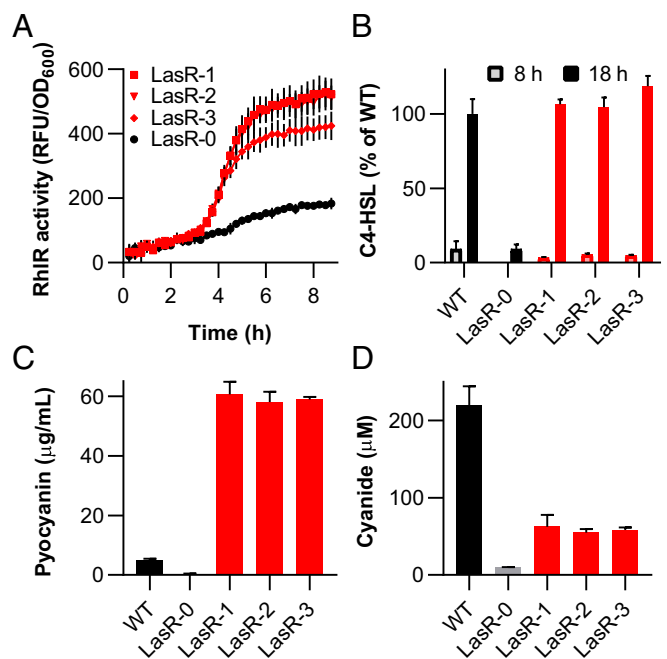 A
RhlR activity (RFU/OD600)
600
400
200
0
0
2
4
6
8
Time (h)
LasR-1
LasR-2
LasR-3
LasR-0
B
C4-HSL (% of WT)
100
50
0
8 h
18 h
WT
LasR-0
LasR-1
LasR-2
LasR-3
C
Pyocyanin (μg/mL)
60
40
20
0
WT
LasR-0
LasR-1
LasR-2
LasR-3
D
Cyanide (μM)
200
100
0
WT
LasR-0
LasR-1
LasR-2
LasR-3